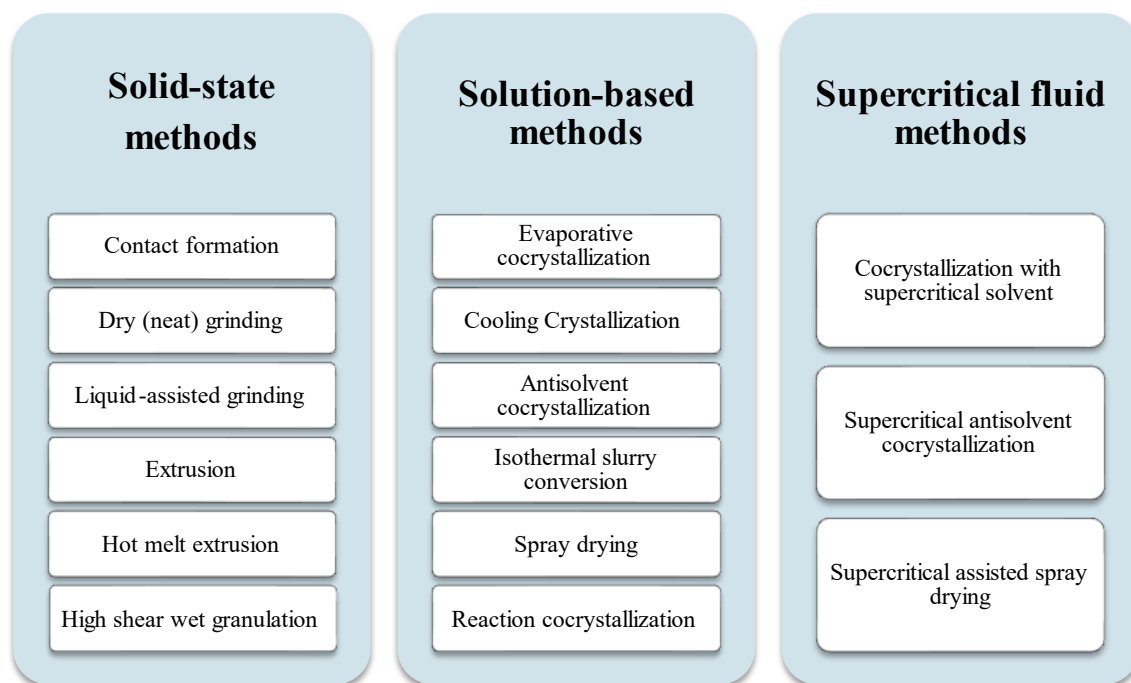 Solid-state
methods
Contact formation
Dry (neat) grinding
Liquid-assisted grinding
Extrusion
Hot melt extrusion
High shear wet granulation
Solution-based
methods
Evaporative
cocrystallization
Cooling Crystallization
Antisolvent
cocrystallization
Isothermal slurry
conversion
Spray drying
Reaction cocrystallization
Supercritical fluid
methods
Cocrystallization with
supercritical solvent
Supercritical antisolvent
cocrystallization
Supercritical assisted spray
drying